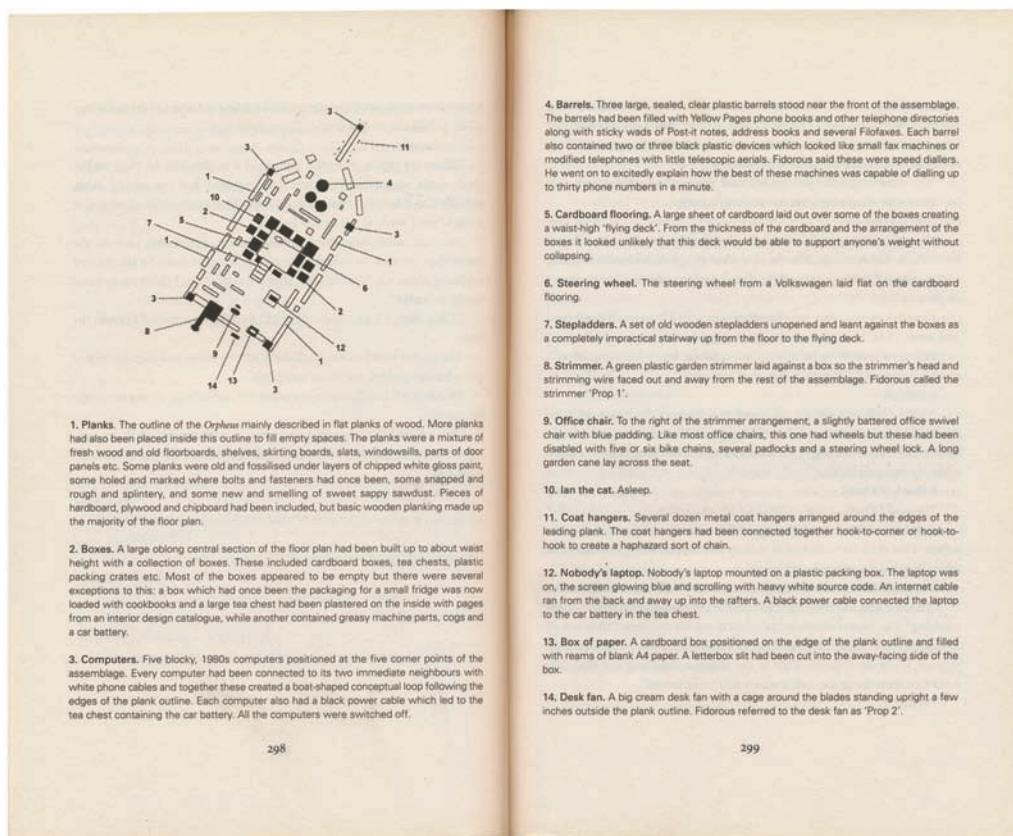 3
11
3
1
4
10
2
7
5
3
1
1
6
3
2
8
12
9
1
14
13
3
1. Planks. The outline of the Orpheus mainly described in flat planks of wood. More planks
had also been placed inside this outline to fill empty spaces. The planks were a mixture of
fresh wood and old floorboards, shelves, skirting boards, slats, windowsills, parts of door
panels etc. Some planks were old and fossilised under layers of chipped white gloss paint,
some holed and marked where bolts and fasteners had once been, some snapped and
rough and splintery, and some new and smelling of sweet sappy sawdust. Pieces of
hardboard, plywood and chipboard had been included, but basic wooden planking made up
the majority of the floor plan.
2. Boxes. A large oblong central section of the floor plan had been built up to about waist
height with a collection of boxes. These included cardboard boxes, tea chests, plastic
packing crates etc. Most of the boxes appeared to be empty but there were several
exceptions to this: a box which had once been the packaging for a small fridge was now
loaded with cookbooks and a large tea chest had been plastered on the inside with pages
from an interior design catalogue, while another contained greasy machine parts, cogs and
a car battery.
3. Computers. Five blocky, 1980s computers positioned at the five corner points of the
assemblage. Every computer had been connected to its two immediate neighbours with
white phone cables and together these created a boat-shaped conceptual loop following the
edges of the plank outline. Each computer also had a black power cable which led to the
tea chest containing the car battery. All the computers were switched off.
298
4. Barrels. Three large, sealed, clear plastic barrels stood near the front of the assemblage.
The barrels had been filled with Yellow Pages phone books and other telephone directories
along with sticky wads of Post-it notes, address books and several Filofaxes. Each barrel
also contained two or three black plastic devices which looked like small fax machines or
modified telephones with little telescopic aerials. Fidorous said these were speed diallers.
He went on to excitedly explain how the best of these machines was capable of dialling up
to thirty phone numbers in a minute.
5. Cardboard flooring. A large sheet of cardboard laid out over some of the boxes creating
a waist-high 'flying deck'. From the thickness of the cardboard and the arrangement of the
boxes it looked unlikely that this deck would be able to support anyone's weight without
collapsing.
6. Steering wheel. The steering wheel from a Volkswagen laid flat on the cardboard
flooring.
7. Stepladders. A set of old wooden stepladders unopened and leant against the boxes as
a completely impractical stairway up from the floor to the flying deck.
8. Strimmer. A green plastic garden strimmer laid against a box so the strimmer's head and
strimming wire faced out and away from the rest of the assemblage. Fidorous called the
strimmer 'Prop 1'.
9. Office chair. To the right of the strimmer arrangement, a slightly battered office swivel
chair with blue padding. Like most office chairs, this one had wheels but these had been
disabled with five or six bike chains, several padlocks and a steering wheel lock. A long
garden cane lay across the seat.
10. Ian the cat. Asleep.
11. Coat hangers. Several dozen metal coat hangers arranged around the edges of the
leading plank. The coat hangers had been connected together hook-to-corner or hook-to-
hook to create a haphazard sort of chain.
12. Nobody's laptop. Nobody's laptop mounted on a plastic packing box. The laptop was
on, the screen glowing blue and scrolling with heavy white source code. An internet cable
ran from the back and away up into the rafters. A black power cable connected the laptop
to the car battery in the tea chest.
13. Box of paper. A cardboard box positioned on the edge of the plank outline and filled
with reams of blank A4 paper. A letterbox slit had been cut into the away-facing side of the
box.
14. Desk fan. A big cream desk fan with a cage around the blades standing upright a few
inches outside the plank outline. Fidorous referred to the desk fan as 'Prop 2'.
299